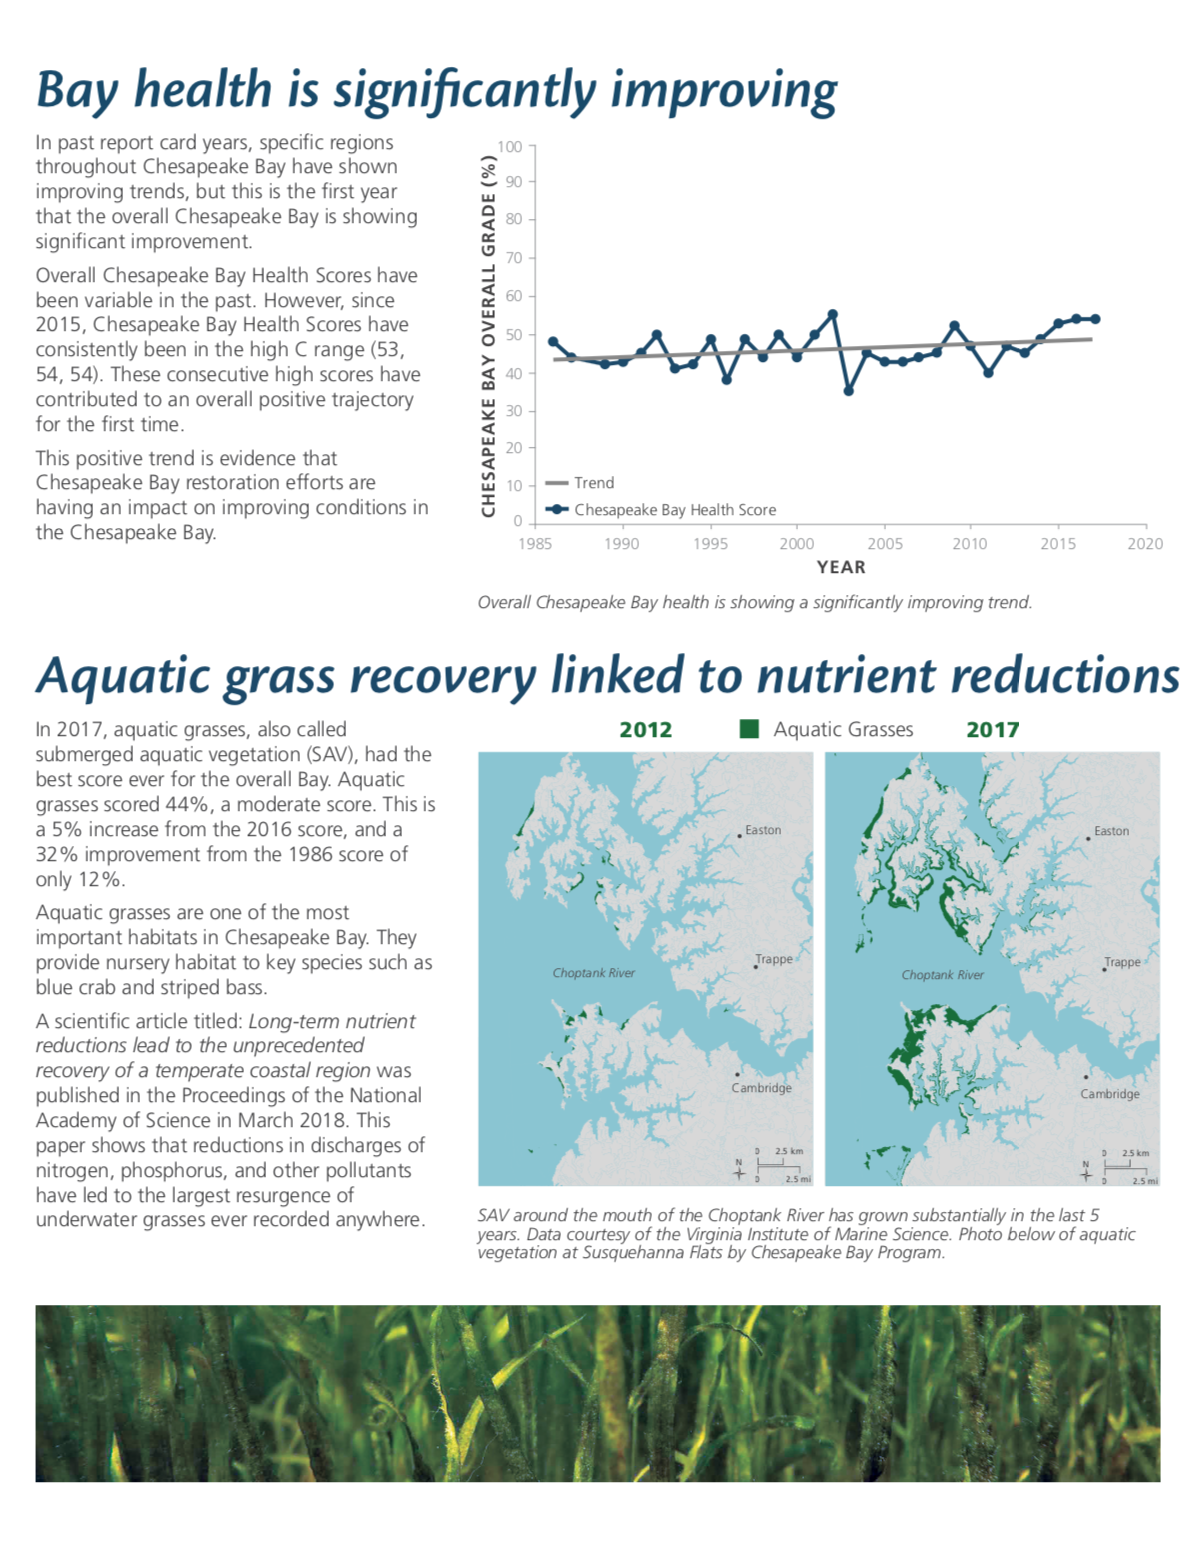 Bay health is significantly improving
In past report card years, specific regions
throughout Chesapeake Bay have shown
improving trends, but this is the first year
that the overall Chesapeake Bay is showing
significant improvement.
Overall Chesapeake Bay Health Scores have
been variable in the past. However, since
2015, Chesapeake Bay Health Scores have
consistently been in the high C range (53,
54, 54). These consecutive high scores have
contributed to an overall positive trajectory
for the first time.
This positive trend is evidence that
Chesapeake Bay restoration efforts are
having an impact on improving conditions in
the Chesapeake Bay.
CHESAPEAKE BAY OVERALL GRADE (%)
100
90
80
70
60
50
40
30
20
10
0
Trend
Chesapeake Bay Health Score
1985 1990 1995 2000 2005 2010 2015 2020
YEAR
Overall Chesapeake Bay health is showing a significantly improving trend.
Aquatic grass recovery linked to nutrient reductions
In 2017, aquatic grasses, also called
submerged aquatic vegetation (SAV), had the
best score ever for the overall Bay. Aquatic
grasses scored 44%, a moderate score. This is
a 5% increase from the 2016 score, and a
32% improvement from the 1986 score of
only 12%.
Aquatic grasses are one of the most
important habitats in Chesapeake Bay. They
provide nursery habitat to key species such as
blue crab and striped bass.
A scientific article titled: Long-term nutrient
reductions lead to the unprecedented
recovery of a temperate coastal region was
published in the Proceedings of the National
Academy of Science in March 2018. This
paper shows that reductions in discharges of
nitrogen, phosphorus, and other pollutants
have led to the largest resurgence of
underwater grasses ever recorded anywhere.
2012 Aquatic Grasses 2017
Easton
Trappe
Choptank River
Cambridge
N
0 2.5 km
0 2.5 mi
Easton
Trappe
Choptank River
Cambridge
N
0 2.5 km
0 2.5 mi
SAV around the mouth of the Choptank River has grown substantially in the last 5
years. Data courtesy of the Virginia Institute of Marine Science. Photo below of aquatic
vegetation at Susquehanna Flats by Chesapeake Bay Program.